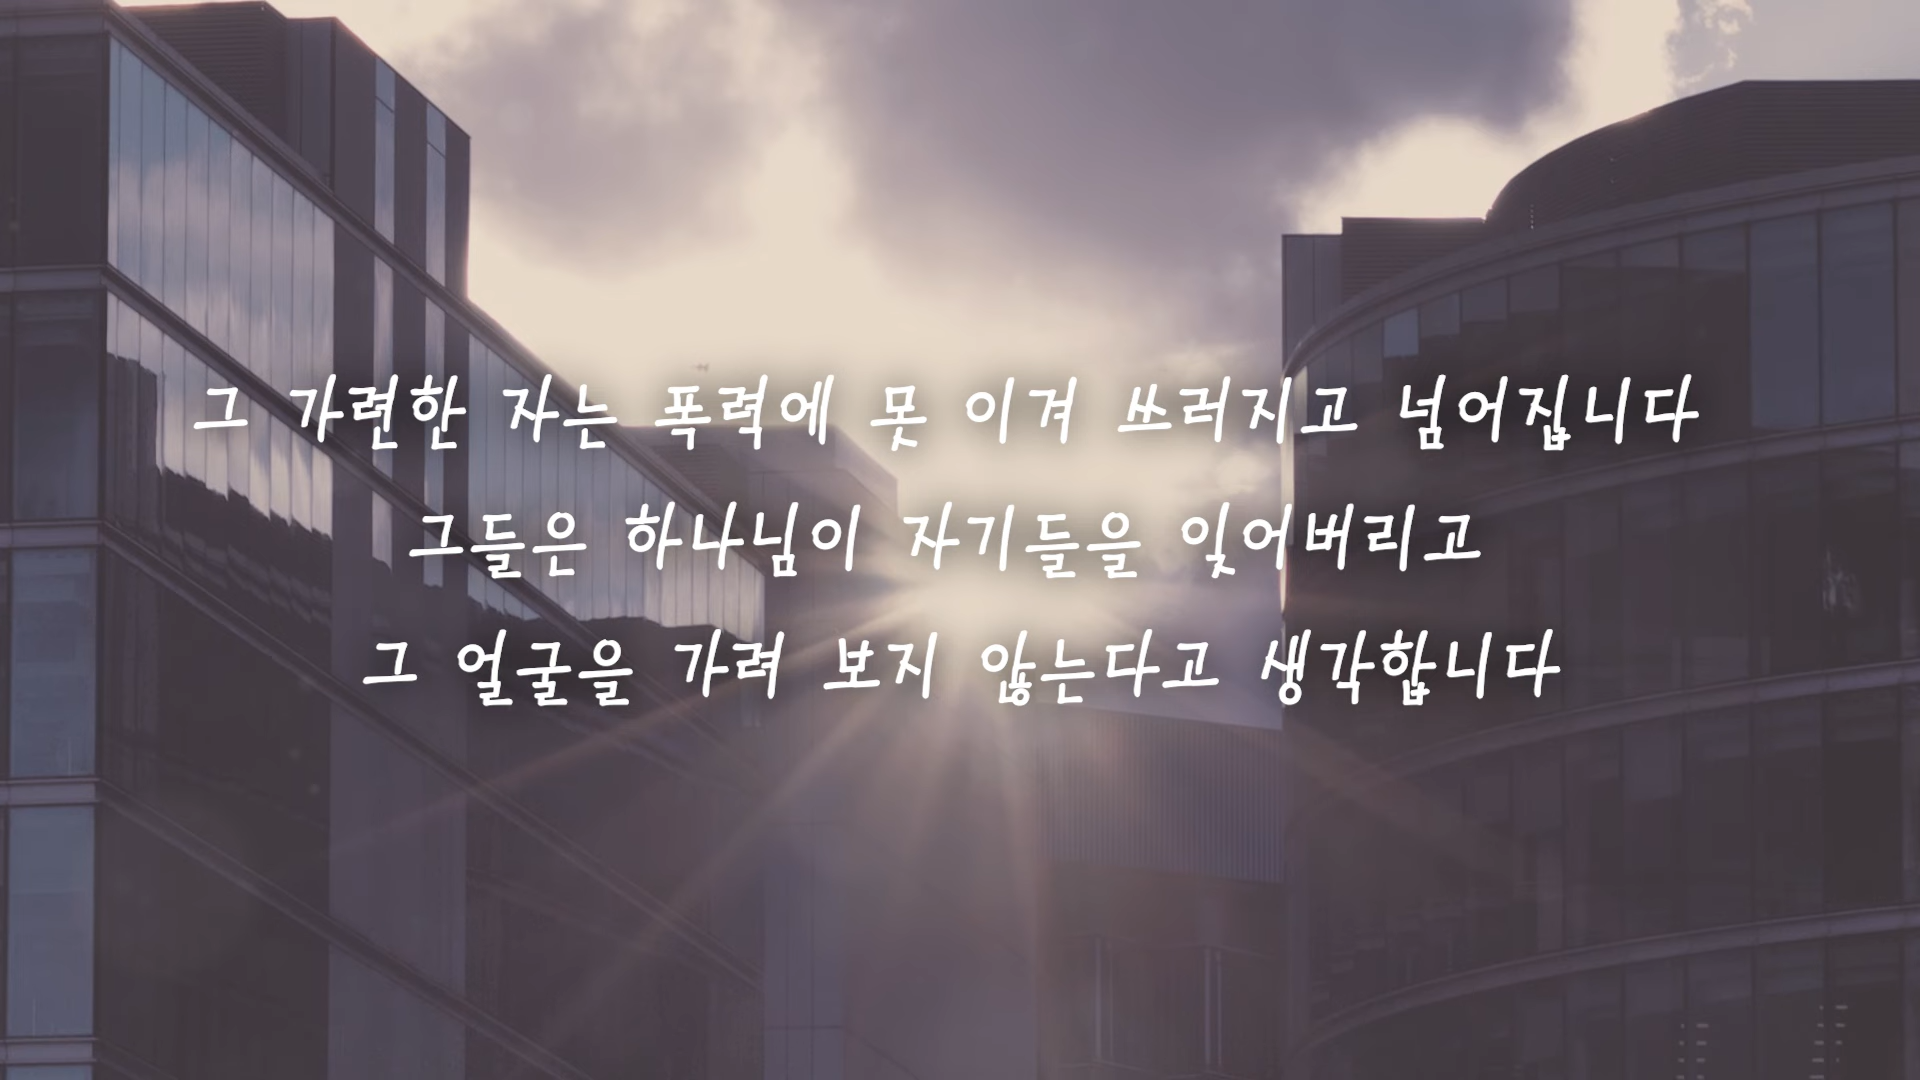 그 가련한 자는 폭력에 못 이겨 쓰러지고 넘어집니다
그들은 하나님이 자기들을 잊어버리고
그 얼굴을 가려 보지 않는다고 생각합니다